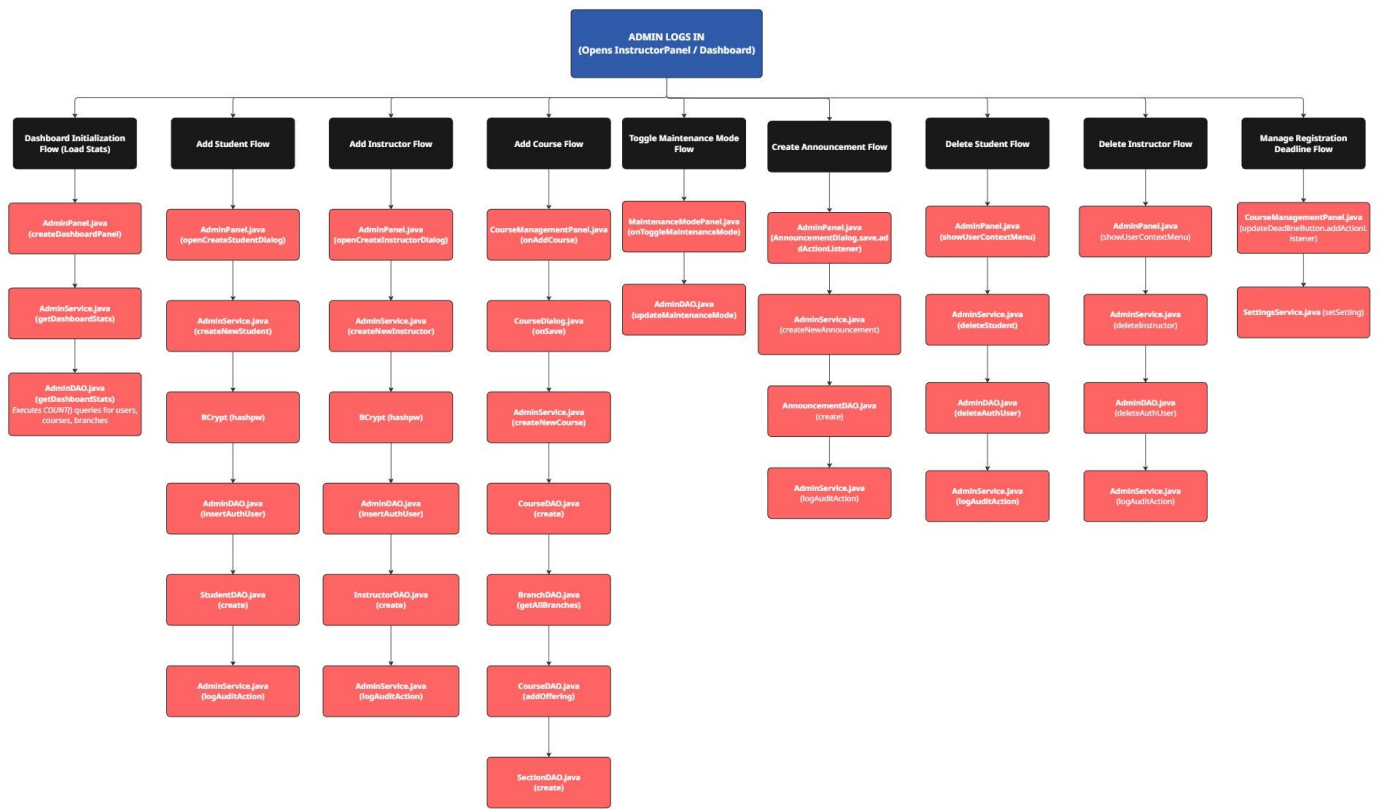 ADMIN LOGS IN
(Opens InstructorPanel / Dashboard)
Dashboard Initialization
Flow (Load Stats)
AdminPanel.java
(createDashboardPanel)
AdminService.java
(getDashboardStats)
AdminDAO.java
(getDashboardStats)
Executes COUNT() queries for users,
courses, branches
Add Student Flow
AdminPanel.java
(openCreateStudentDialog)
AdminService.java
(createNewStudent)
BCrypt (hashpw)
AdminDAO.java
(insertAuthUser)
StudentDAO.java
(create)
AdminService.java
(logAuditAction)
Add Instructor Flow
AdminPanel.java
(openCreateInstructorDialog)
AdminService.java
(createNewInstructor)
BCrypt (hashpw)
AdminDAO.java
(insertAuthUser)
InstructorDAO.java
(create)
AdminService.java
(logAuditAction)
Add Course Flow
CourseManagementPanel.java
(onAddCourse)
CourseDialog.java
(onSave)
AdminService.java
(createNewCourse)
CourseDAO.java
(create)
BranchDAO.java
(getAllBranches)
CourseDAO.java
(addOffering)
SectionDAO.java
(create)
Toggle Maintenance Mode
Flow
MaintenanceModePanel.java
(onToggleMaintenanceMode)
AdminDAO.java
(updateMaintenanceMode)
Create Announcement Flow
AdminPanel.java
(AnnouncementDialog.save.ad
dActionListener)
AdminService.java
(createNewAnnouncement)
AnnouncementDAO.java
(create)
AdminService.java
(logAuditAction)
Delete Student Flow
AdminPanel.java
(showUserContextMenu)
AdminService.java
(deleteStudent)
AdminDAO.java
(deleteAuthUser)
AdminService.java
(logAuditAction)
Delete Instructor Flow
AdminPanel.java
(showUserContextMenu)
AdminService.java
(deleteInstructor)
AdminDAO.java
(deleteAuthUser)
AdminService.java
(logAuditAction)
Manage Registration
Deadline Flow
CourseManagementPanel.java
(updateDeadlineButton.addActionL
istener)
SettingsService.java (setSetting)